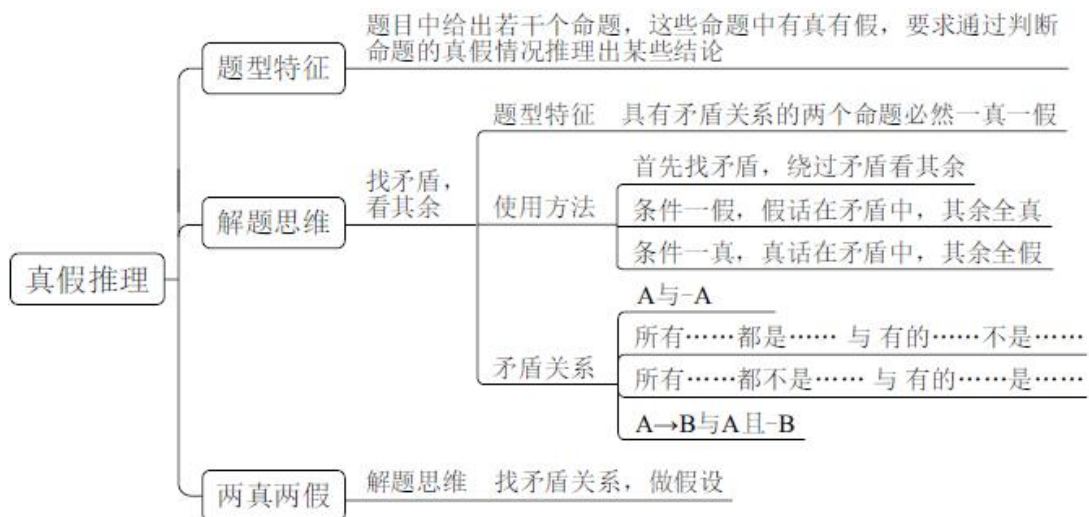 真假推理
题型特征
题目中给出若干个命题，这些命题中有真有假，要求通过判断
命题的真假情况推理出某些结论
解题思维
找矛盾，
看其余
题型特征 具有矛盾关系的两个命题必然一真一假
使用方法
首先找矛盾，绕过矛盾看其余
条件一假，假话在矛盾中，其余全真
条件一真，真话在矛盾中，其余全假
矛盾关系
A与-A
所有……都是…… 与 有的……不是……
所有……都不是…… 与 有的……是……
A→B与A且-B
两真两假
解题思维 找矛盾关系，做假设